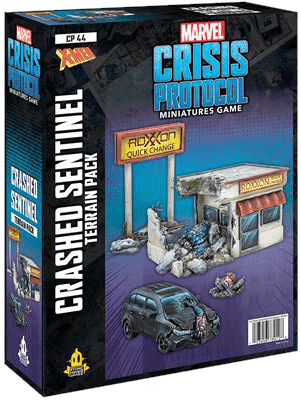 CP 44
X-MEN
CRASHED SENTINEL
TERRAIN PACK
MARVEL
CRISIS
PROTOCOL
MINIATURES GAME
ROXXON
QUICK CHANGE
ROXXON
CRASHED
SENTINEL
TERRAIN PACK